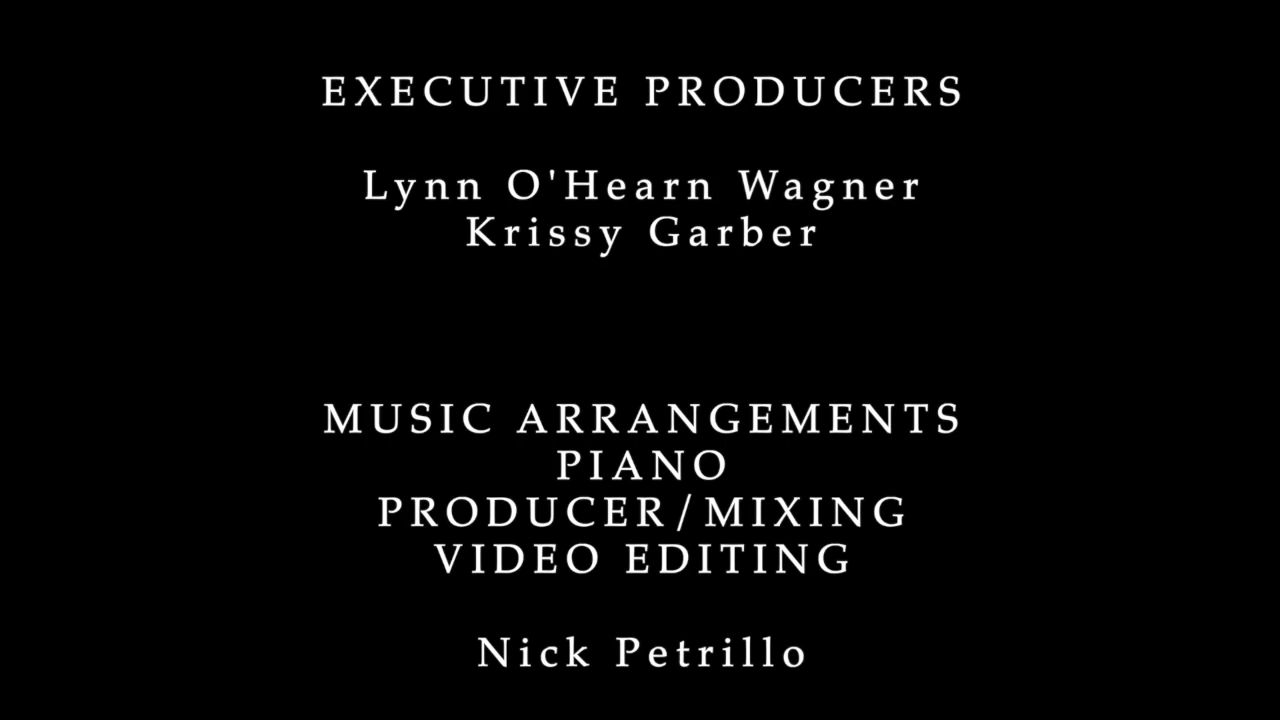 EXECUTIVE PRODUCERS
Lynn O'Hearn Wagner
Krissy Garber
MUSIC ARRANGEMENTS
PIANO
PRODUCER/MIXING
VIDEO EDITING
Nick Petrillo